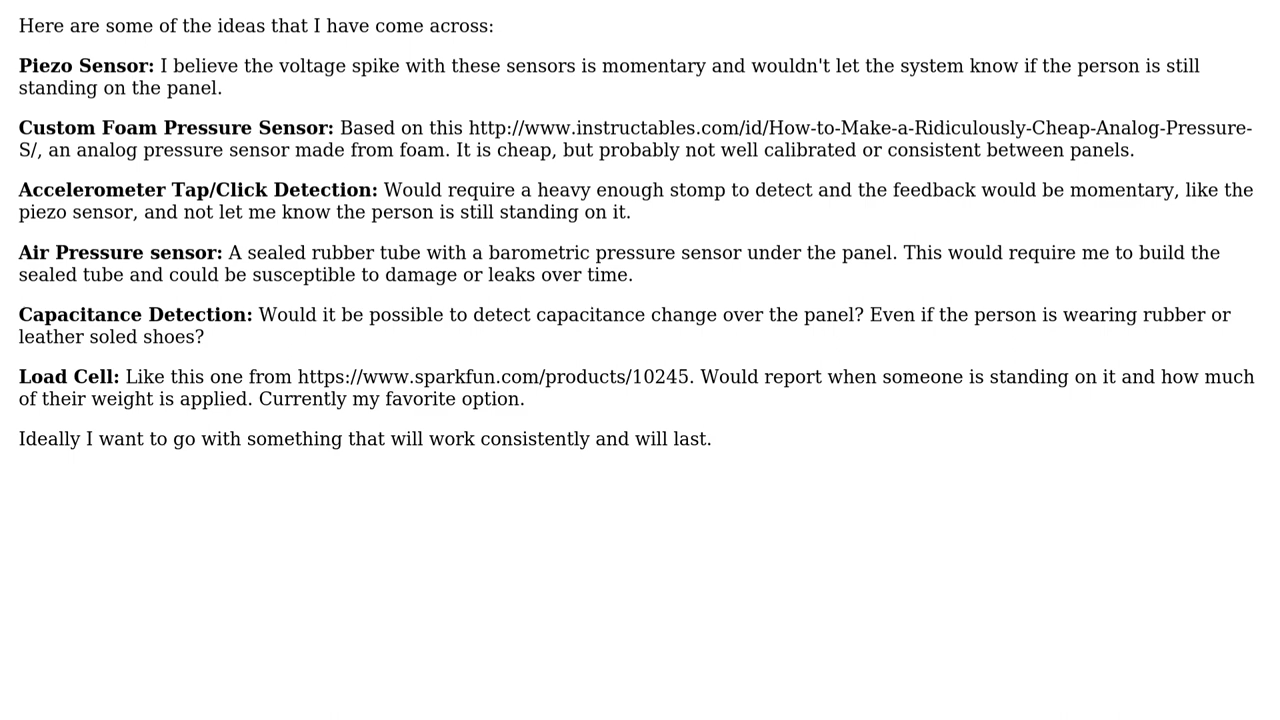 Here are some of the ideas that I have come across:
Piezo Sensor: I believe the voltage spike with these sensors is momentary and wouldn't let the system know if the person is still
standing on the panel.
Custom Foam Pressure Sensor: Based on this http://www.instructables.com/id/How-to-Make-a-Ridiculously-Cheap-Analog-Pressure-
S/, an analog pressure sensor made from foam. It is cheap, but probably not well calibrated or consistent between panels.
Accelerometer Tap/Click Detection: Would require a heavy enough stomp to detect and the feedback would be momentary, like the
piezo sensor, and not let me know the person is still standing on it.
Air Pressure sensor: A sealed rubber tube with a barometric pressure sensor under the panel. This would require me to build the
sealed tube and could be susceptible to damage or leaks over time.
Capacitance Detection: Would it be possible to detect capacitance change over the panel? Even if the person is wearing rubber or
leather soled shoes?
Load Cell: Like this one from https://www.sparkfun.com/products/10245. Would report when someone is standing on it and how much
of their weight is applied. Currently my favorite option.
Ideally I want to go with something that will work consistently and will last.